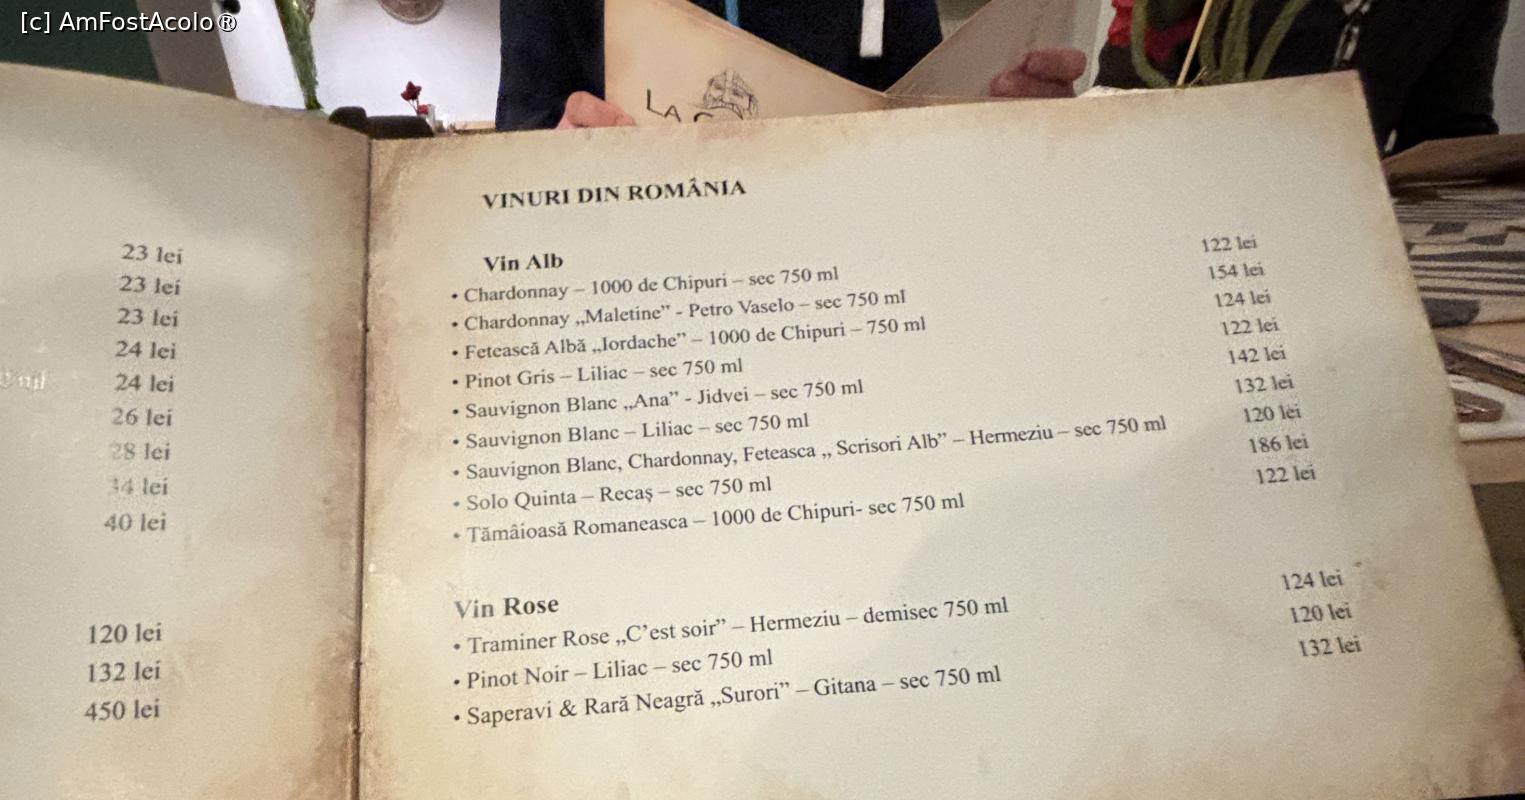 [c] AmFostAcolo®
LA
23 lei
23 lei
23 lei
24 lei
24 lei
26 lei
28 lei
34 lei
40 lei
120 lei
132 lei
450 lei
VINURI DIN ROMÂNIA
Vin Alb
• Chardonnay – 1000 de Chipuri – sec 750 ml 122 lei
• Chardonnay „Maletine” - Petro Vaselo – sec 750 ml 154 lei
• Fetească Albă „Iordache” – 1000 de Chipuri – 750 ml 124 lei
• Pinot Gris – Liliac – sec 750 ml 122 lei
• Sauvignon Blanc „Ana” - Jidvei – sec 750 ml 142 lei
• Sauvignon Blanc – Liliac – sec 750 ml 132 lei
• Sauvignon Blanc, Chardonnay, Feteasca „ Scrisori Alb” – Hermeziu – sec 750 ml 120 lei
• Solo Quinta – Recaş – sec 750 ml 186 lei
• Tămâioasă Romaneasca – 1000 de Chipuri- sec 750 ml 122 lei
Vin Rose
• Traminer Rose „C’est soir” – Hermeziu – demisec 750 ml 124 lei
• Pinot Noir – Liliac – sec 750 ml 120 lei
• Saperavi & Rară Neagră „Surori” – Gitana – sec 750 ml 132 lei